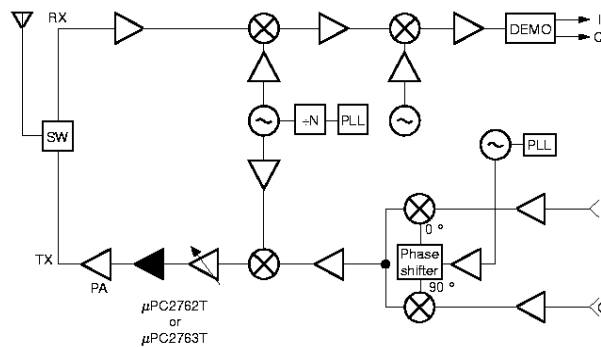 RX
DEMO
I
Q
÷N
PLL
SW
PLL
0 °
Phase
shifter
90 °
TX
PA
µPC2762T
or
µPC2763T